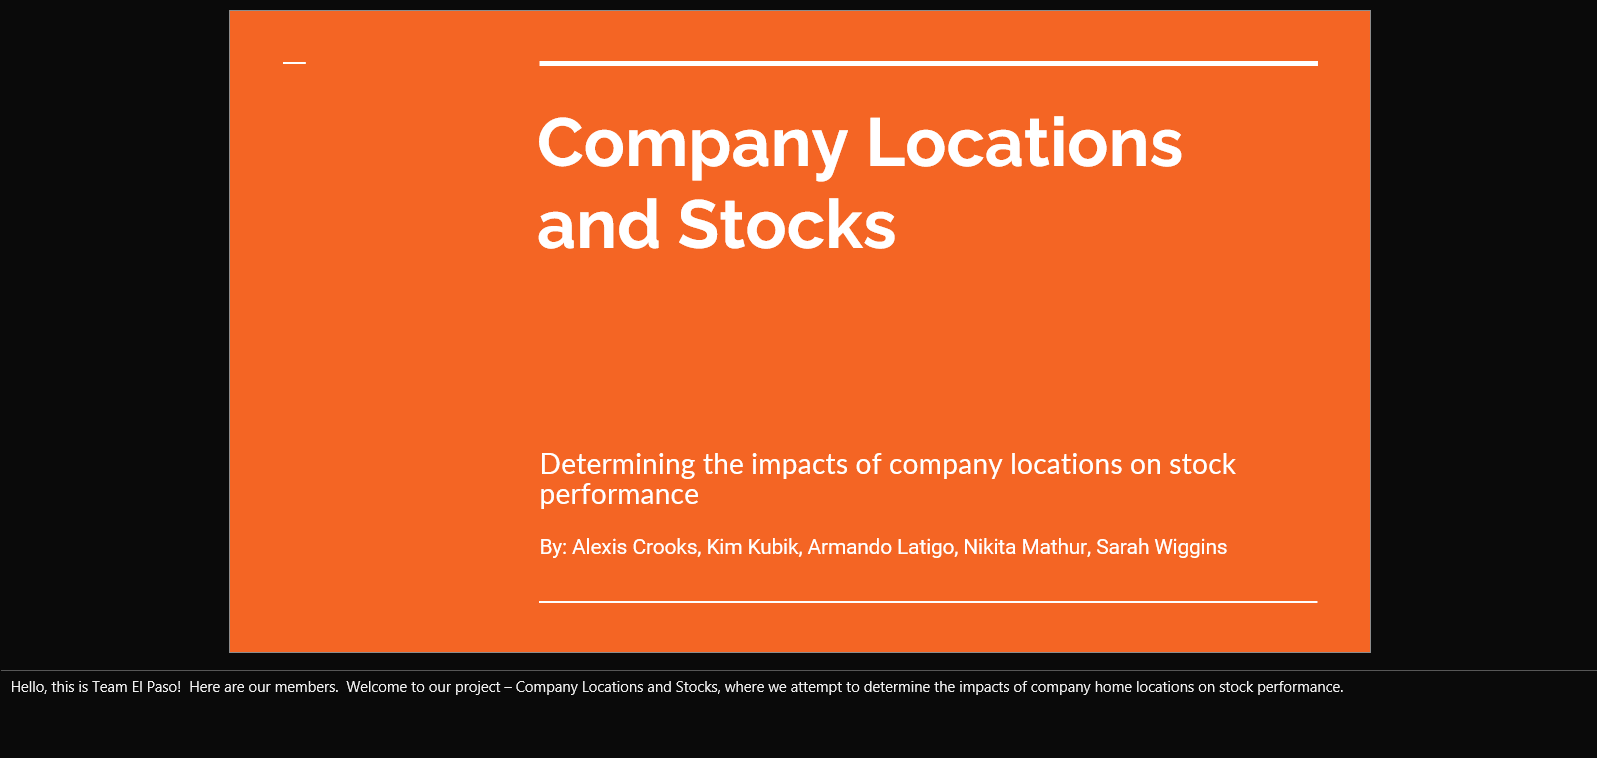 Company Locations
and Stocks
Determining the impacts of company locations on stock
performance
By: Alexis Crooks, Kim Kubik, Armando Latigo, Nikita Mathur, Sarah Wiggins
Hello, this is Team El Paso!  Here are our members.  Welcome to our project – Company Locations and Stocks, where we attempt to determine the impacts of company home locations on stock performance.